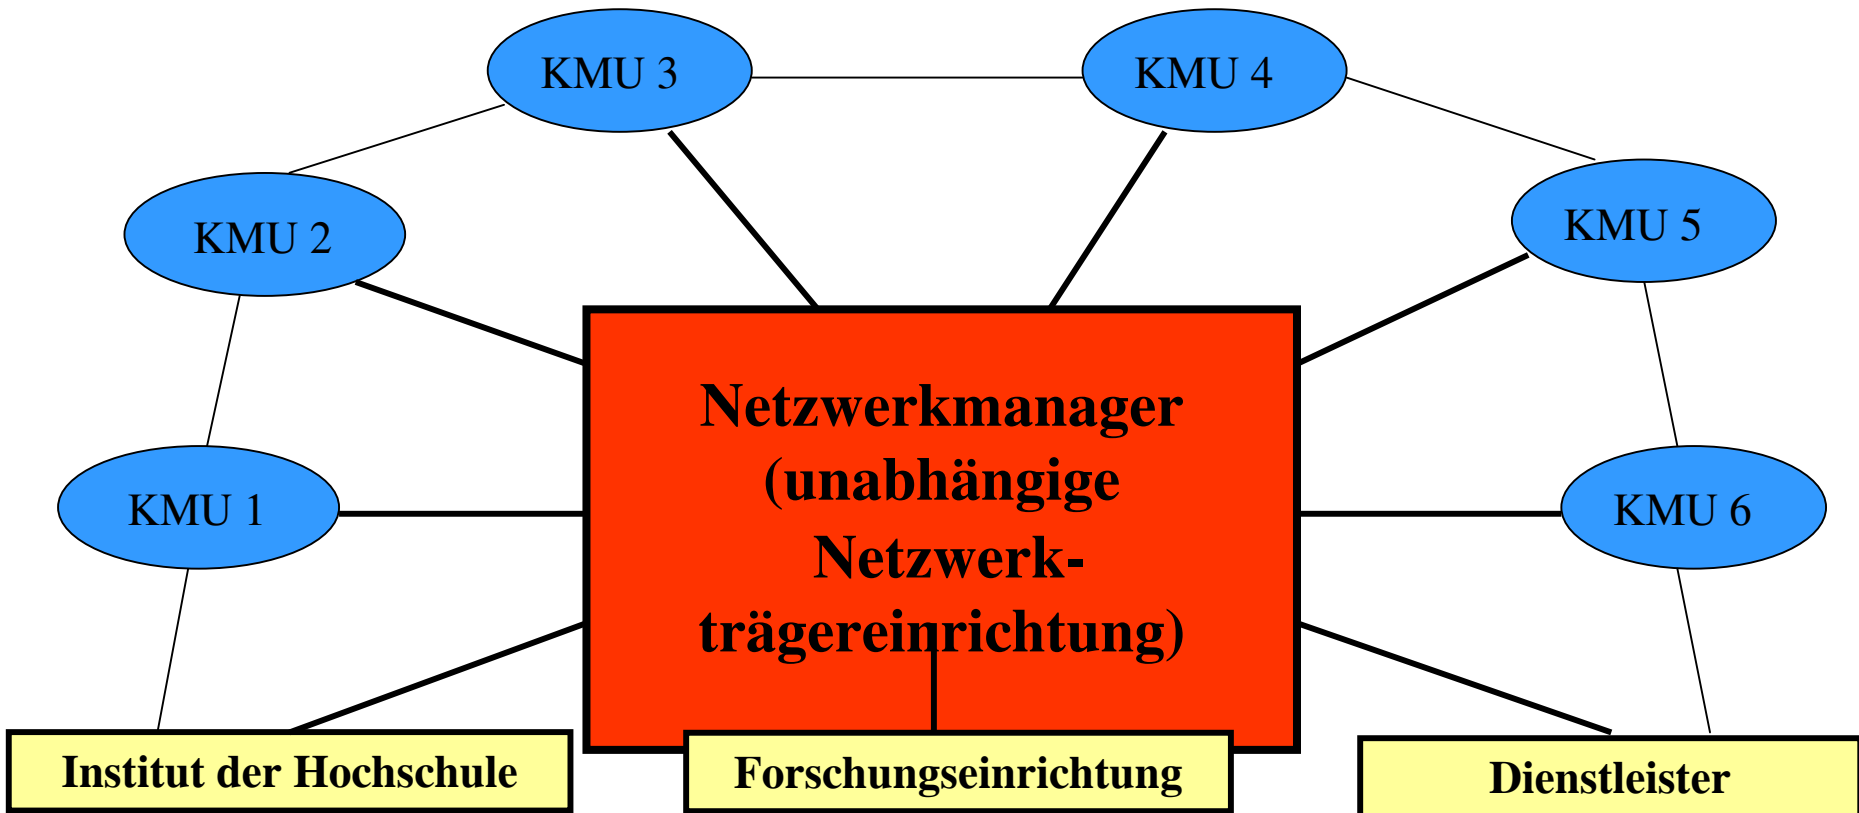 KMU 3
KMU 4
KMU 2
KMU 5
Netzwerkmanager
(unabhängige
Netzwerk-
trägereinrichtung)
KMU 1
KMU 6
Institut der Hochschule
Forschungseinrichtung
Dienstleister